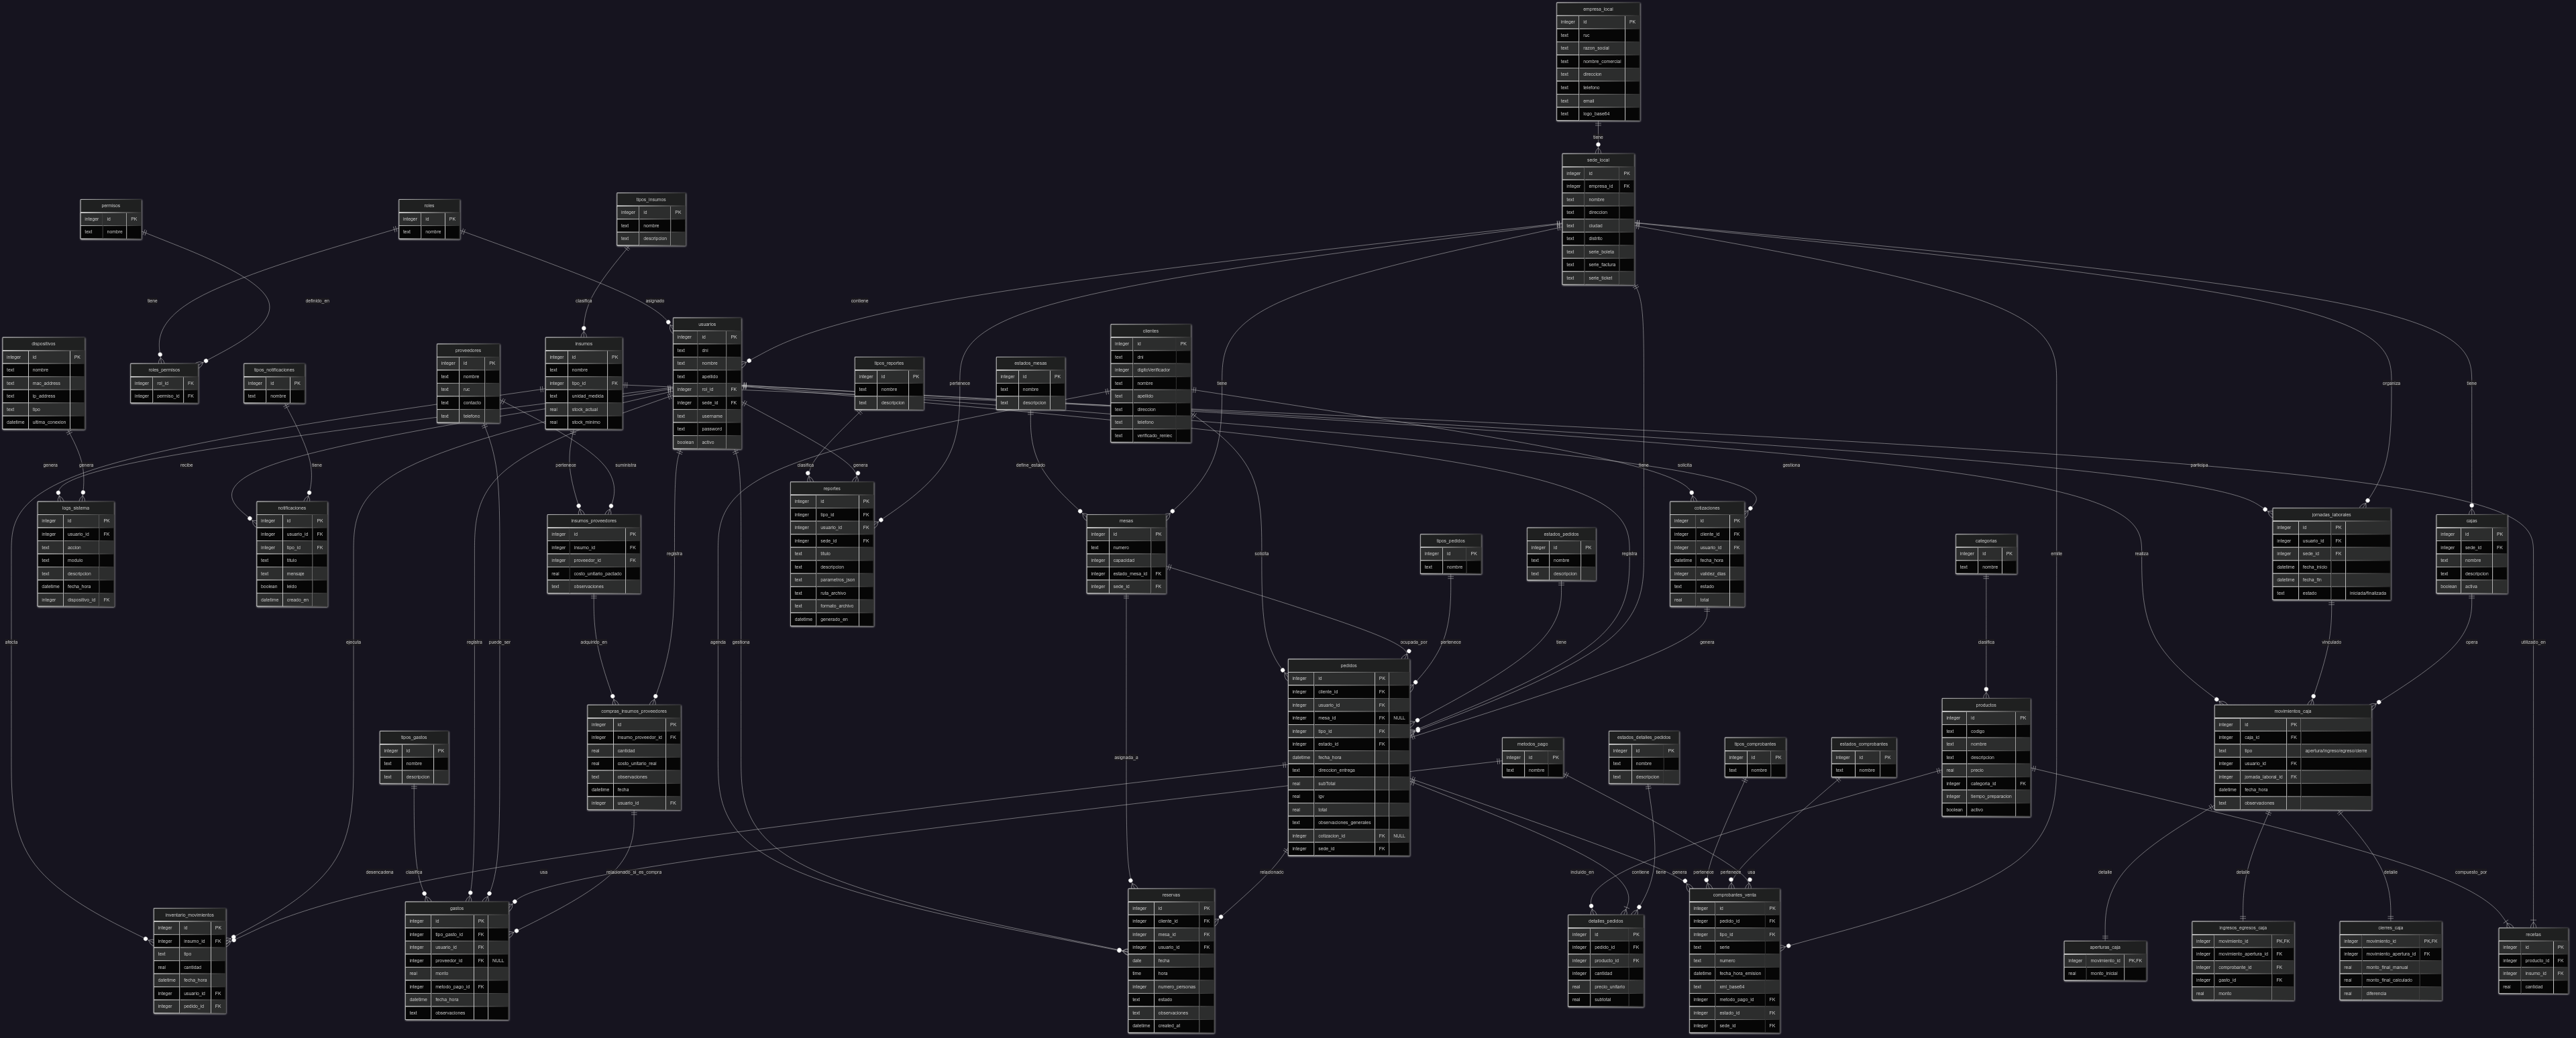 empresa_local
integer id PK
text ruc
text razon_social
text nombre_comercial
text direccion
text telefono
text email
text logo_base64
tiene
sede_local
integer id PK
integer empresa_id FK
text nombre
text direccion
text ciudad
text distrito
text serie_boleta
text serie_factura
text serie_ticket
permisos
integer id PK
text nombre
roles
integer id PK
text nombre
tipos_insumos
integer id PK
text nombre
text descripcion
tiene
definido_en
clasifica
asignado
contiene
dispositivos
integer id PK
text nombre
text mac_address
text ip_address
text tipo
datetime ultima_conexion
roles_permisos
integer rol_id FK
integer permiso_id FK
tipos_notificaciones
integer id PK
text nombre
proveedores
integer id PK
text nombre
text ruc
text contacto
text telefono
insumos
integer id PK
text nombre
integer tipo_id FK
text unidad_medida
real stock_actual
real stock_minimo
usuarios
integer id PK
text dni
text nombre
text apellido
integer rol_id FK
integer sede_id FK
text username
text password
boolean activo
tipos_reportes
integer id PK
text nombre
text descripcion
pertenece
estados_mesas
integer id PK
text nombre
text descripcion
clientes
integer id PK
text dni
integer digitoVerificador
text nombre
text apellido
text direccion
text telefono
text verificado_reniec
tiene
organiza
tiene
genera
genera
recibe
tiene
pertenece
suministra
clasifica
genera
define_estado
tiene
solicita
gestiona
participa
logs_sistema
integer id PK
integer usuario_id FK
text accion
text modulo
text descripcion
datetime fecha_hora
integer dispositivo_id FK
notificaciones
integer id PK
integer usuario_id FK
integer tipo_id FK
text titulo
text mensaje
boolean leido
datetime creado_en
insumos_proveedores
integer id PK
integer insumo_id FK
integer proveedor_id FK
real costo_unitario_pactado
text observaciones
registra
reportes
integer id PK
integer tipo_id FK
integer usuario_id FK
integer sede_id FK
text titulo
text descripcion
text parametros_json
text ruta_archivo
text formato_archivo
datetime generado_en
mesas
integer id PK
text numero
integer capacidad
integer estado_mesa_id FK
integer sede_id FK
solicita
tipos_pedidos
integer id PK
text nombre
estados_pedidos
integer id PK
text nombre
text descripcion
registra
cotizaciones
integer id PK
integer cliente_id FK
integer usuario_id FK
datetime fecha_hora
integer validez_dias
text estado
real total
emite
realiza
categorias
integer id PK
text nombre
jornadas_laborales
integer id PK
integer usuario_id FK
integer sede_id FK
datetime fecha_inicio
datetime fecha_fin
text estado iniciada/finalizada
cajas
integer id PK
integer sede_id FK
text nombre
text descripcion
boolean activa
afecta
ejecuta
registra
puede_ser
adquirido_en
agenda
gestiona
ocupada_por
pertenece
tiene
genera
clasifica
vinculado
opera
utilizado_en
tipos_gastos
integer id PK
text nombre
text descripcion
compras_insumos_proveedores
integer id PK
integer insumo_proveedor_id FK
real cantidad
real costo_unitario_real
text observaciones
datetime fecha
integer usuario_id FK
asignada_a
pedidos
integer id PK
integer cliente_id FK
integer usuario_id FK
integer mesa_id FK NULL
integer tipo_id FK
integer estado_id FK
datetime fecha_hora
text direccion_entrega
real subTotal
real igv
real total
text observaciones_generales
integer cotizacion_id FK NULL
integer sede_id FK
metodos_pago
integer id PK
text nombre
estados_detalles_pedidos
integer id PK
text nombre
text descripcion
tipos_comprobantes
integer id PK
text nombre
estados_comprobantes
integer id PK
text nombre
productos
integer id PK
text codigo
text nombre
text descripcion
real precio
integer categoria_id FK
integer tiempo_preparacion
boolean activo
movimientos_caja
integer id PK
integer caja_id FK
text tipo apertura/ingreso/egreso/cierre
integer usuario_id FK
integer jornada_laboral_id FK
datetime fecha_hora
text observaciones
desencadena
clasifica
usa
relacionado_si_es_compra
relacionado
incluido_en
contiene
tiene
genera
pertenece
pertenece
usa
detalle
detalle
detalle
compuesto_por
inventario_movimientos
integer id PK
integer insumo_id FK
text tipo
real cantidad
datetime fecha_hora
integer usuario_id FK
integer pedido_id FK
gastos
integer id PK
integer tipo_gasto_id FK
integer usuario_id FK
integer proveedor_id FK NULL
real monto
integer metodo_pago_id FK
datetime fecha_hora
text observaciones
reservas
integer id PK
integer cliente_id FK
integer mesa_id FK
integer usuario_id FK
date fecha
time hora
integer numero_personas
text estado
text observaciones
datetime created_at
detalles_pedidos
integer id PK
integer pedido_id FK
integer producto_id FK
integer cantidad
real precio_unitario
real subtotal
comprobantes_venta
integer id PK
integer pedido_id FK
integer tipo_id FK
text serie
text numero
datetime fecha_hora_emision
text xml_base64
integer metodo_pago_id FK
integer estado_id FK
integer sede_id FK
aperturas_caja
integer movimiento_id PK,FK
real monto_inicial
ingresos_egresos_caja
integer movimiento_id PK,FK
integer movimiento_apertura_id FK
integer comprobante_id FK
integer gasto_id FK
real monto
cierres_caja
integer movimiento_id PK,FK
integer movimiento_apertura_id FK
real monto_final_manual
real monto_final_calculado
real diferencia
recetas
integer id PK
integer producto_id FK
integer insumo_id FK
real cantidad